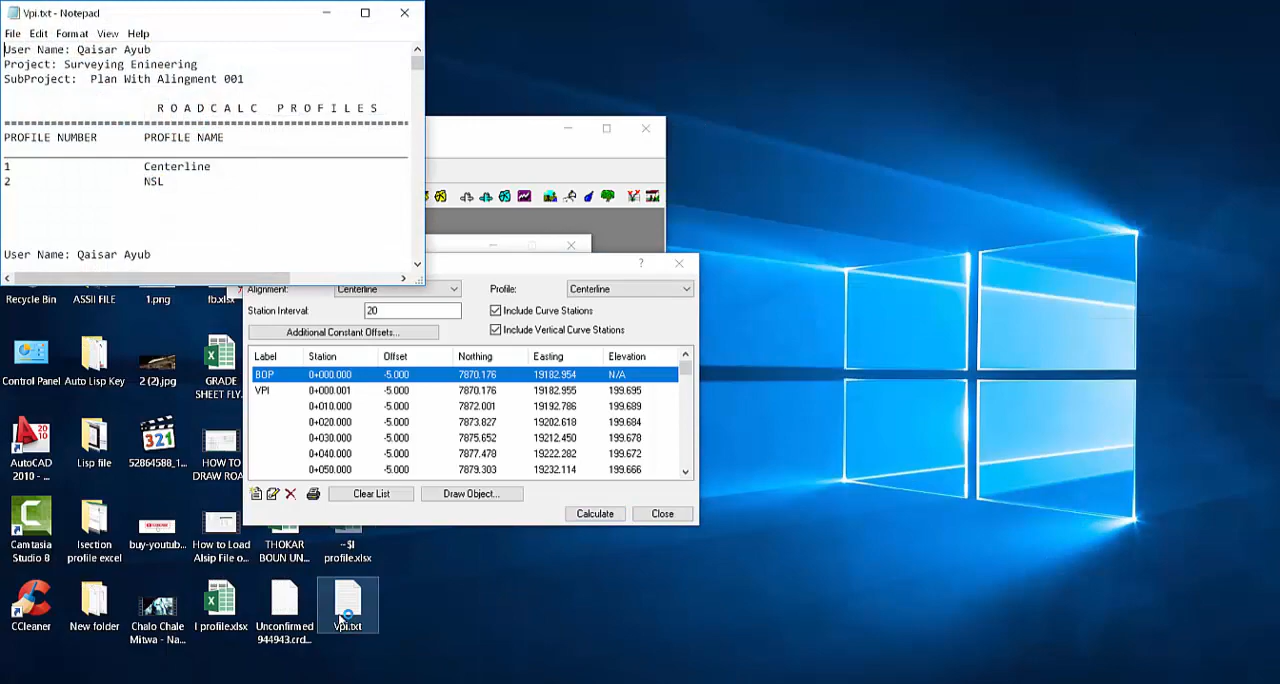 Vpi.txt - Notepad
File Edit Format View Help
User Name: Qaisar Ayub
Project: Surveying Enineering
SubProject: Plan With Alingment 001
ROADCALC PROFILES
PROFILE NUMBER PROFILE NAME
1 Centerline
2 NSL
User Name: Qaisar Ayub
Alignment: Centerline Profile: Centerline
Station Interval: 20 Include Curve Stations
Additional Constant Offsets... Include Vertical Curve Stations
Label Station Offset Northing Easting Elevation
BOP 0+000.000 -5.000 7870.176 19182.954 N/A
VPI 0+000.001 -5.000 7870.176 19182.955 199.695
0+010.000 -5.000 7872.001 19192.786 199.689
0+020.000 -5.000 7873.827 19202.618 199.684
0+030.000 -5.000 7875.652 19212.450 199.678
0+040.000 -5.000 7877.478 19222.282 199.672
0+050.000 -5.000 7879.303 19232.114 199.666
Clear List Draw Object...
Calculate Close
Recycle Bin ASSII FILE 1.png fb.xlsx
Control Panel Auto Lisp Key 2 (2).jpg GRADE
SHEET FLY...
AutoCAD
2010 - ...
Lisp file 52864588_1... HOW TO
DRAW ROA...
Camtasia
Studio 8
lsection
profile excel
buy-youtub... How to Load
Alsip File o...
THOKAR
BOUN UN...
~$l
profile.xlsx
CCleaner New folder Chalo Chale
Mitwa - Na...
l profile.xlsx Unconfirmed
944943.crd...
Vpi.txt